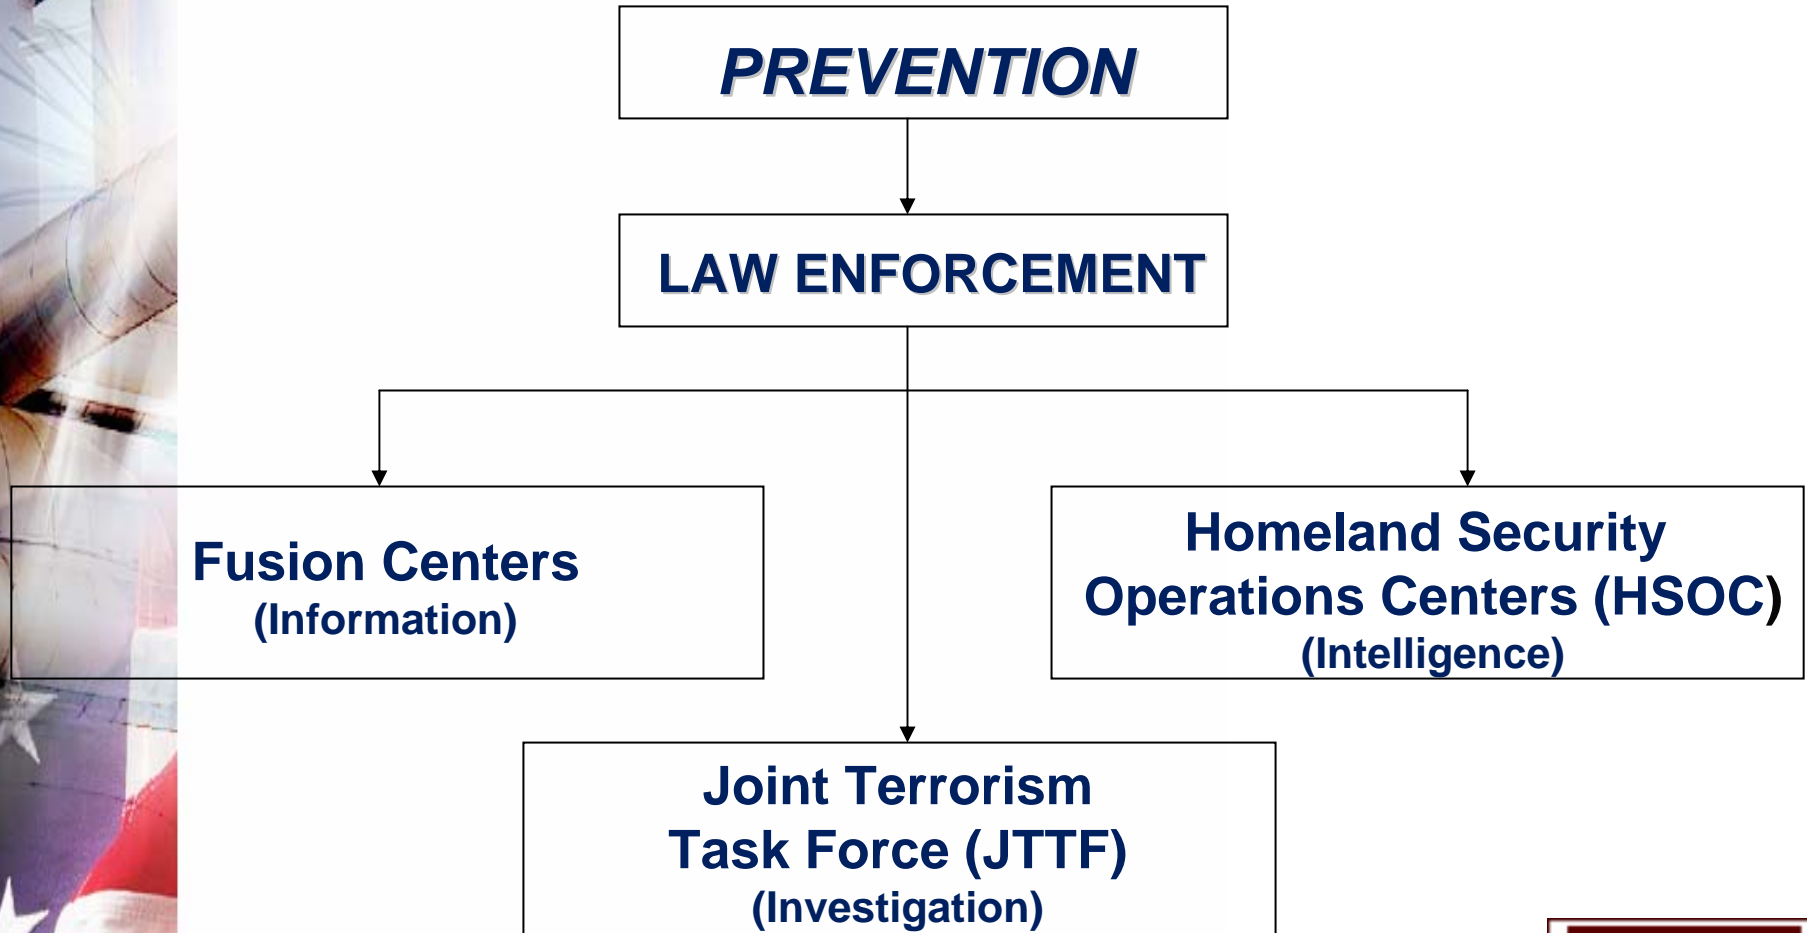 PREVENTION
LAW ENFORCEMENT
Fusion Centers
(Information)
Homeland Security
Operations Centers (HSOC)
(Intelligence)
Joint Terrorism
Task Force (JTTF)
(Investigation)